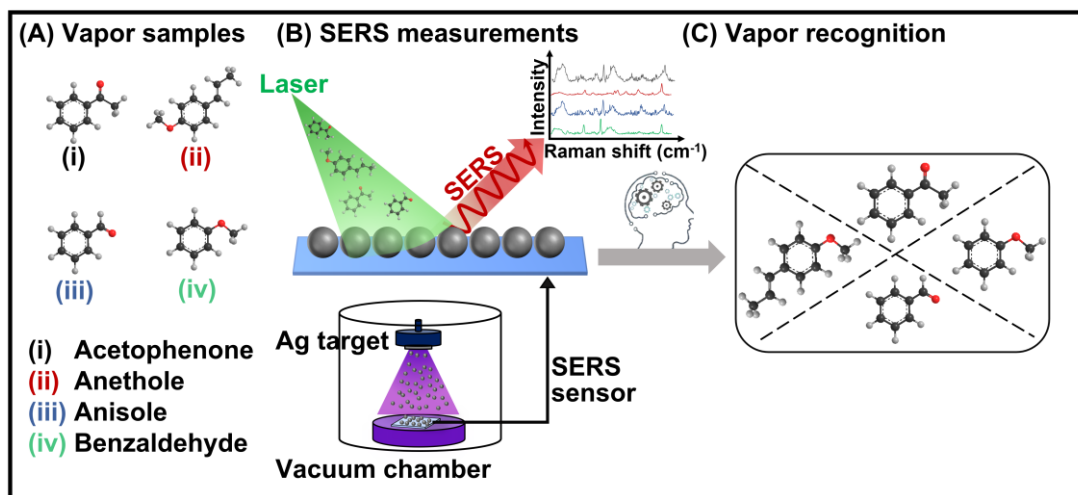 (A) Vapor samples
(i)
(ii)
(iii)
(iv)
(i) Acetophenone
(ii) Anethole
(iii) Anisole
(iv) Benzaldehyde
(B) SERS measurements
Laser
SERS
Intensity
Raman shift (cm⁻¹)
Ag target
SERS
sensor
Vacuum chamber
(C) Vapor recognition